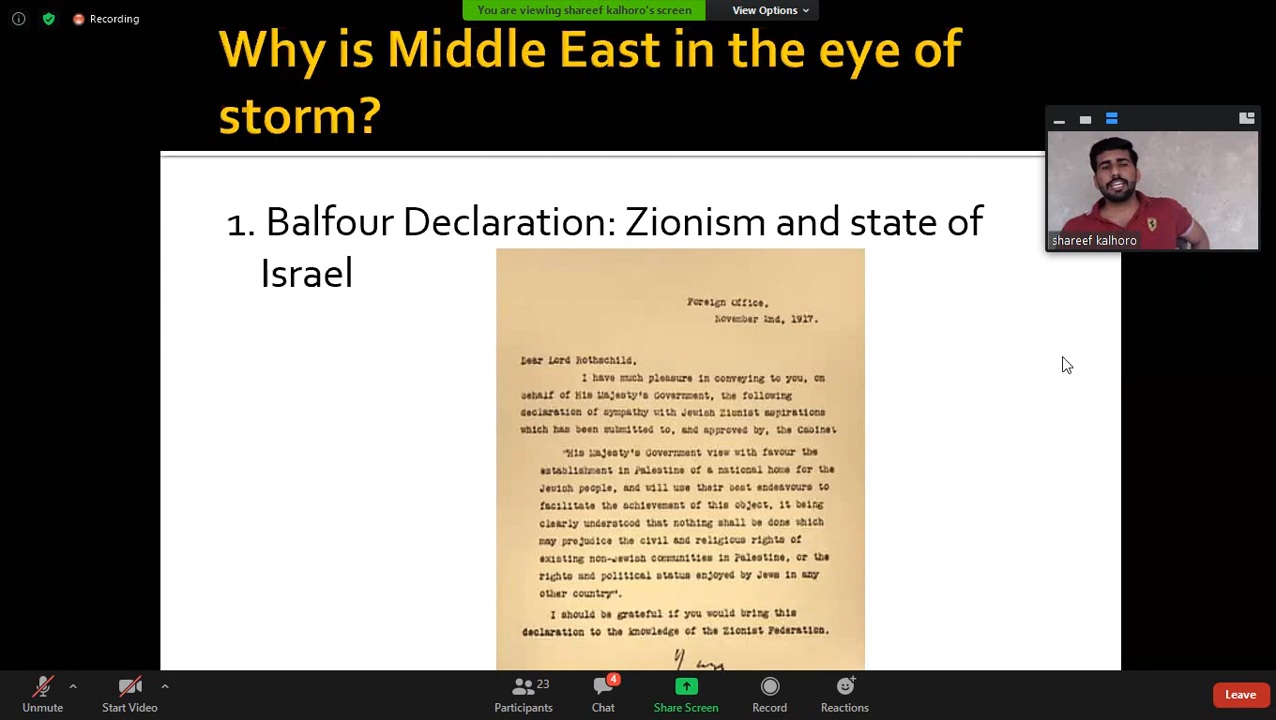 Recording
You are viewing shareef kalhoro's screen
View Options
Why is Middle East in the eye of
storm?
shareef kalhoro
1. Balfour Declaration: Zionism and state of
Israel
Foreign Office,
November 2nd, 1917.
Dear Lord Rothschild,
I have much pleasure in conveying to you, on
behalf of His Majesty's Government, the following
declaration of sympathy with Jewish Zionist aspirations
which has been submitted to, and approved by, the Cabinet
"His Majesty's Government view with favour the
establishment in Palestine of a national home for the
Jewish people, and will use their best endeavours to
facilitate the achievement of this object, it being
clearly understood that nothing shall be done which
may prejudice the civil and religious rights of
existing non-Jewish communities in Palestine, or the
rights and political status enjoyed by Jews in any
other country".
I should be grateful if you would bring this
declaration to the knowledge of the Zionist Federation.
Unmute
Start Video
23
Participants
4
Chat
Share Screen
Record
Reactions
Leave